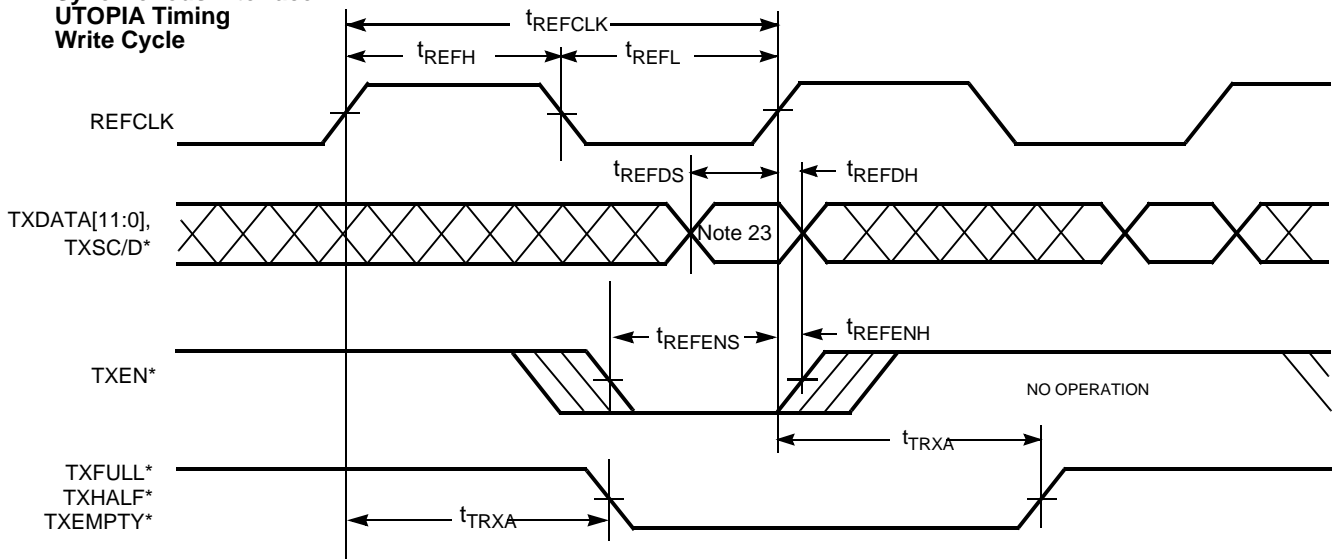 UTOPIA Timing
Write Cycle
tREFCLK
tREFH
tREFL
REFCLK
tREFDS
tREFDH
TXDATA[11:0],
TXSC/D*
Note 23
tREFENS
tREFENH
TXEN*
NO OPERATION
tTRXA
TXFULL*
TXHALF*
TXEMPTY*
tTRXA